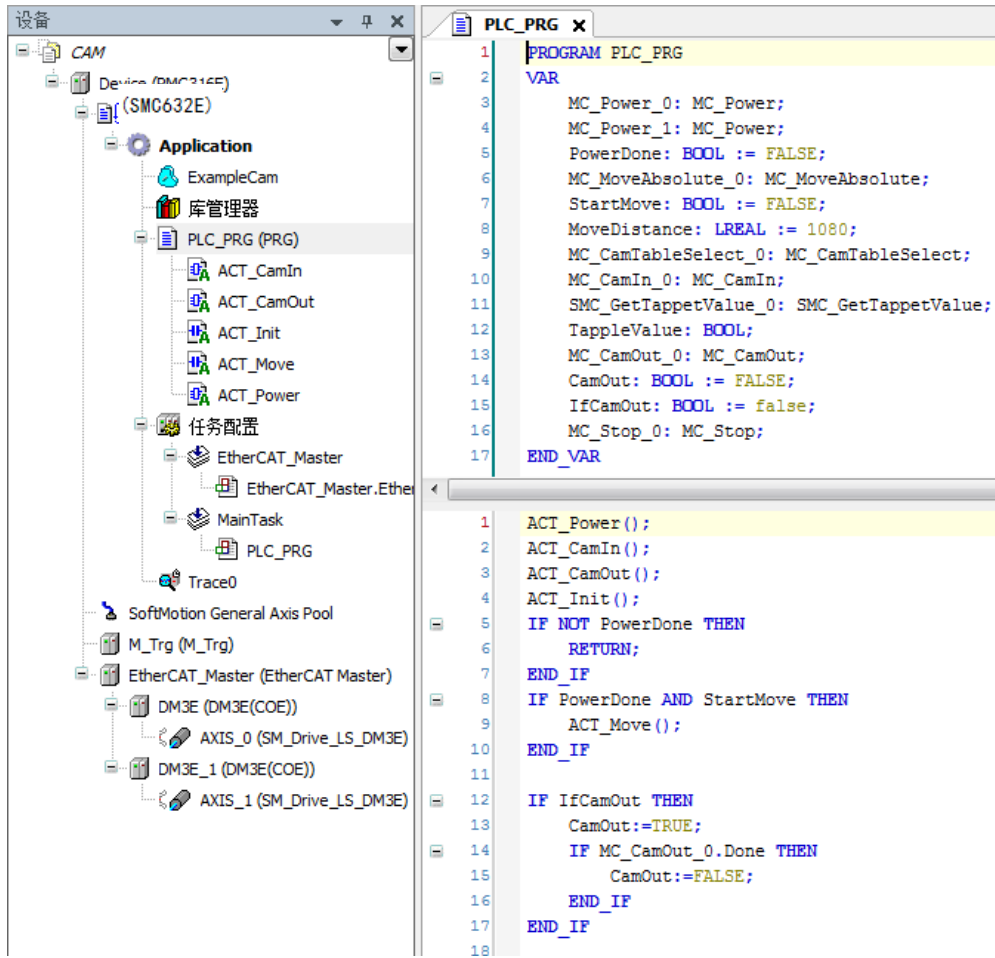 设备
CAM
Device (PMC316E)
(SMC632E)
Application
ExampleCam
库管理器
PLC_PRG (PRG)
ACT_CamIn
ACT_CamOut
ACT_Init
ACT_Move
ACT_Power
任务配置
EtherCAT_Master
EtherCAT_Master.Ether
MainTask
PLC_PRG
Trace0
SoftMotion General Axis Pool
M_Trg (M_Trg)
EtherCAT_Master (EtherCAT Master)
DM3E (DM3E(COE))
AXIS_0 (SM_Drive_LS_DM3E)
DM3E_1 (DM3E(COE))
AXIS_1 (SM_Drive_LS_DM3E)
PLC_PRG
1 PROGRAM PLC_PRG
2 VAR
3 MC_Power_0: MC_Power;
4 MC_Power_1: MC_Power;
5 PowerDone: BOOL := FALSE;
6 MC_MoveAbsolute_0: MC_MoveAbsolute;
7 StartMove: BOOL := FALSE;
8 MoveDistance: LREAL := 1080;
9 MC_CamTableSelect_0: MC_CamTableSelect;
10 MC_CamIn_0: MC_CamIn;
11 SMC_GetTappetValue_0: SMC_GetTappetValue;
12 TappleValue: BOOL;
13 MC_CamOut_0: MC_CamOut;
14 CamOut: BOOL := FALSE;
15 IfCamOut: BOOL := false;
16 MC_Stop_0: MC_Stop;
17 END_VAR
1 ACT_Power();
2 ACT_CamIn();
3 ACT_CamOut();
4 ACT_Init();
5 IF NOT PowerDone THEN
6 RETURN;
7 END_IF
8 IF PowerDone AND StartMove THEN
9 ACT_Move();
10 END_IF
11
12 IF IfCamOut THEN
13 CamOut:=TRUE;
14 IF MC_CamOut_0.Done THEN
15 CamOut:=FALSE;
16 END_IF
17 END_IF
18